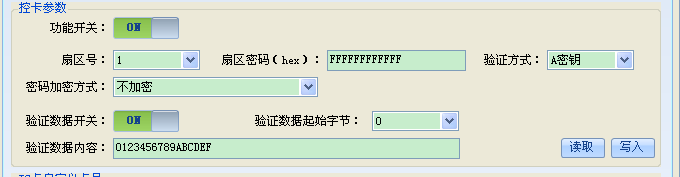 控卡参数
功能开关： ON
扇区号： 1 扇区密码(hex)： FFFFFFFFFFFF 验证方式： A密钥
密码加密方式： 不加密
验证数据开关： ON 验证数据起始字节： 0
验证数据内容： 0123456789ABCDEF 读取 写入